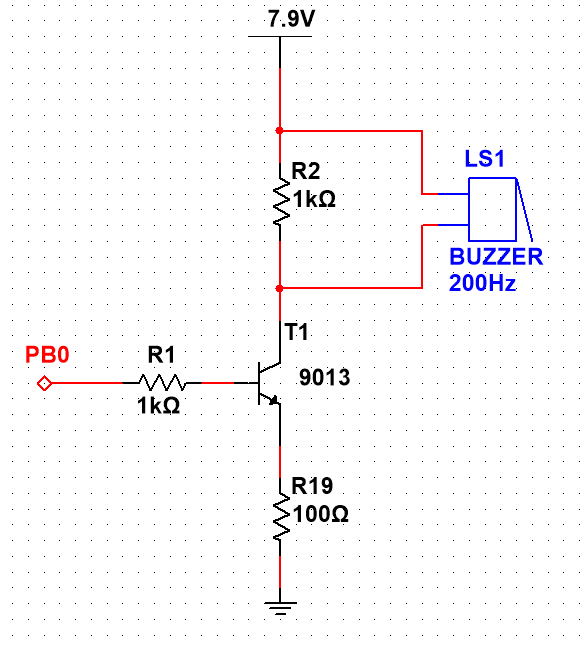 7.9V
R2
1kΩ
LS1
BUZZER
200Hz
T1
9013
PB0
R1
1kΩ
R19
100Ω